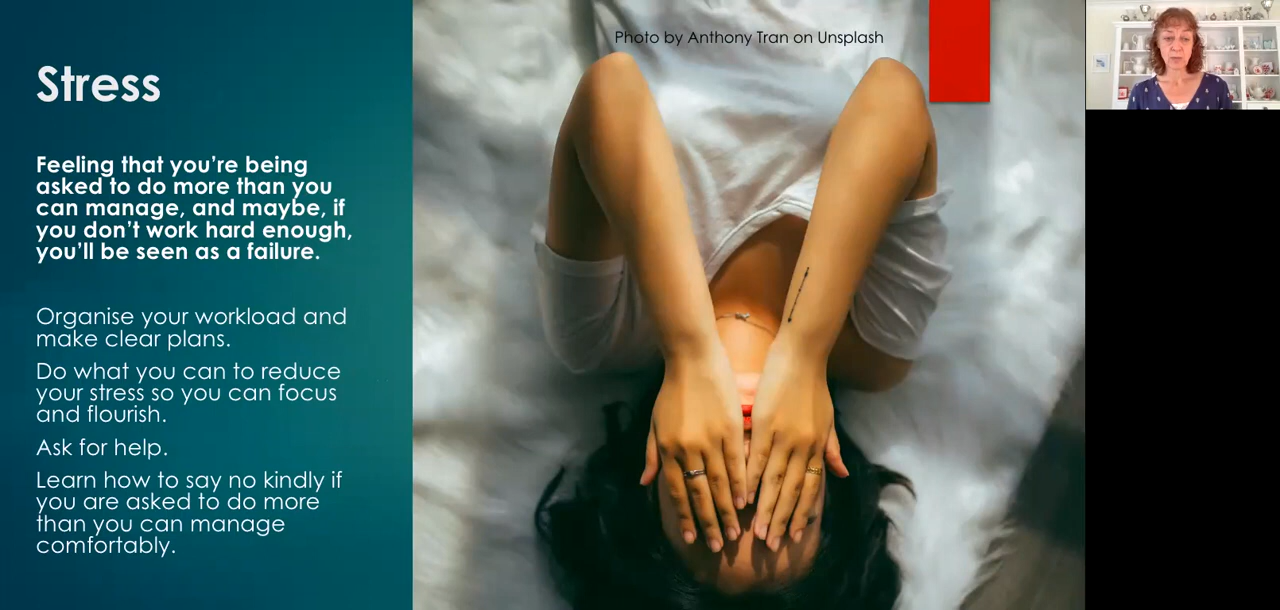 Photo by Anthony Tran on Unsplash
Stress
Feeling that you’re being
asked to do more than you
can manage, and maybe, if
you don’t work hard enough,
you’ll be seen as a failure.
Organise your workload and
make clear plans.
Do what you can to reduce
your stress so you can focus
and flourish.
Ask for help.
Learn how to say no kindly if
you are asked to do more
than you can manage
comfortably.